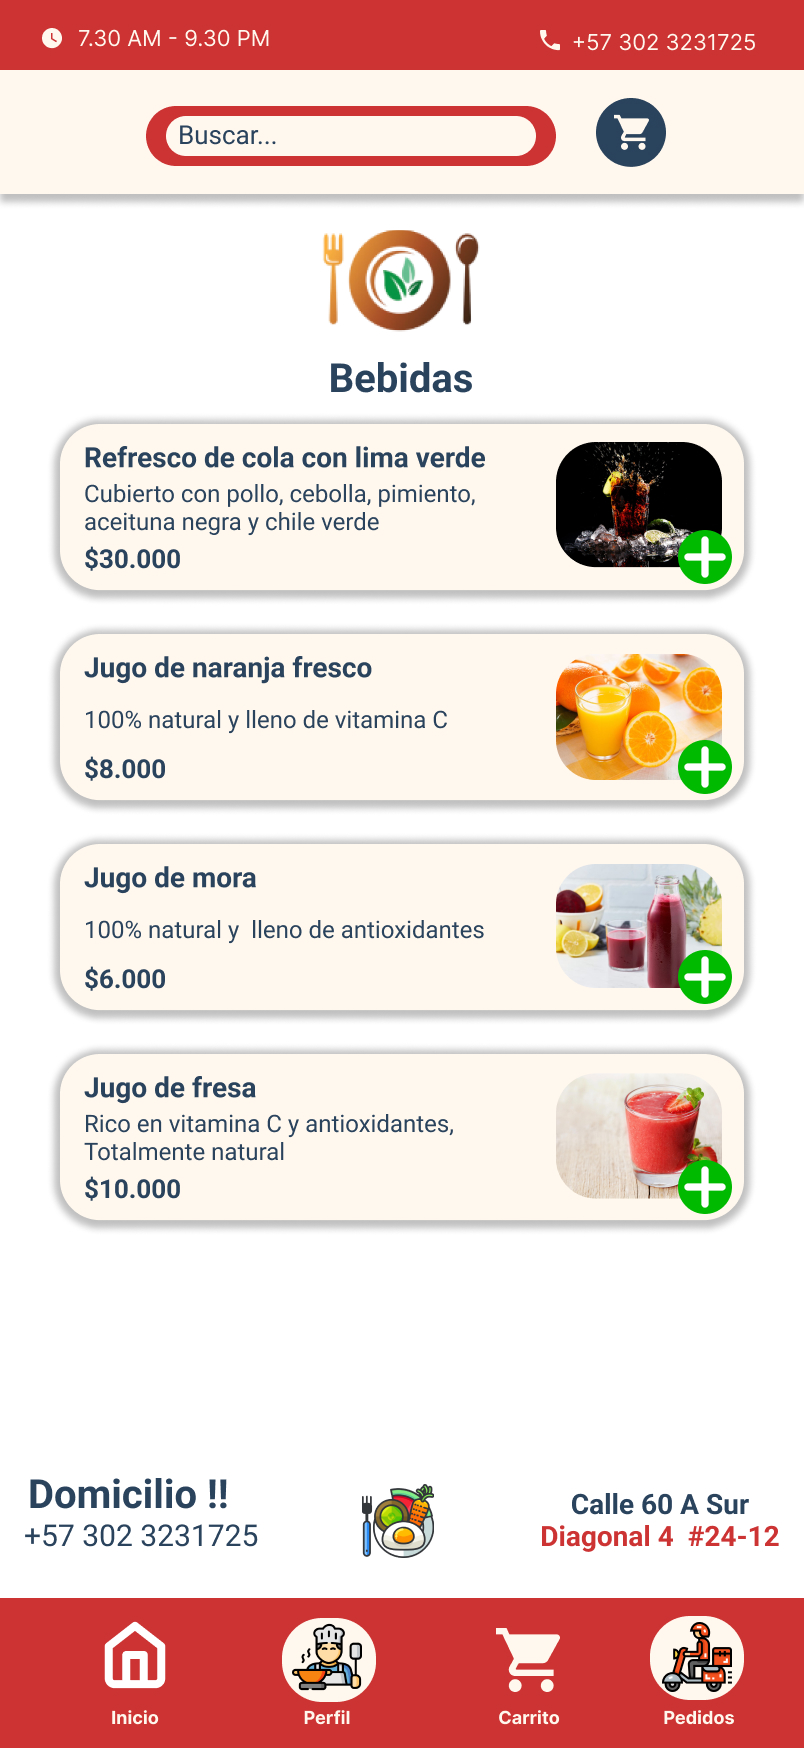 7.30 AM - 9.30 PM
+57 302 3231725
Buscar...
Bebidas
Refresco de cola con lima verde
Cubierto con pollo, cebolla, pimiento,
aceituna negra y chile verde
$30.000
Jugo de naranja fresco
100% natural y lleno de vitamina C
$8.000
Jugo de mora
100% natural y  lleno de antioxidantes
$6.000
Jugo de fresa
Rico en vitamina C y antioxidantes,
Totalmente natural
$10.000
Domicilio !!
+57 302 3231725
Calle 60 A Sur
Diagonal 4  #24-12
Inicio
Perfil
Carrito
Pedidos